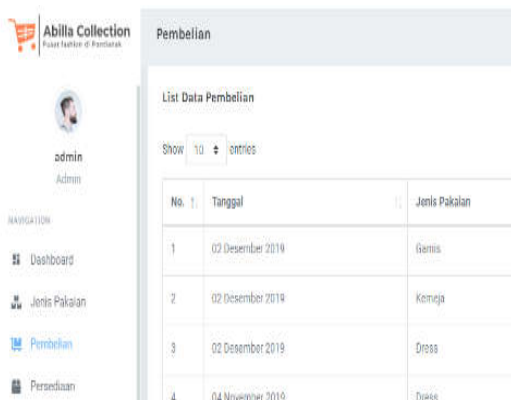 Abilla Collection
Pusat fashion di Pontianak
Pembelian
admin
Admin
NAVIGATION
Dashboard
Jenis Pakaian
Pembelian
Persediaan
List Data Pembelian
Show 10 entries
No. Tanggal Jenis Pakaian
1 02 Desember 2019 Gamis
2 02 Desember 2019 Kemeja
3 02 Desember 2019 Dress
4 04 November 2019 Dress